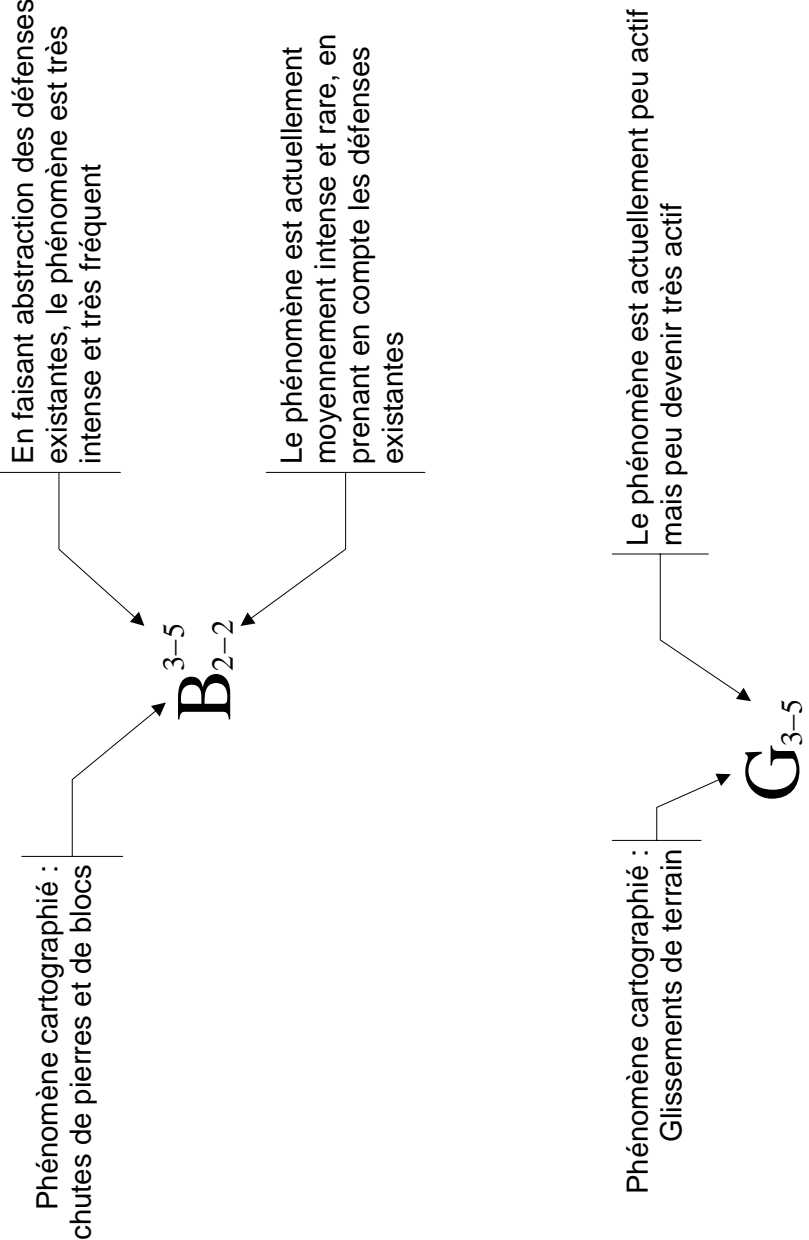 En faisant abstraction des défenses
existantes, le phénomène est très
intense et très fréquent
Phénomène cartographié :
chutes de pierres et de blocs
B 3–5
2–2
Le phénomène est actuellement
moyennement intense et rare, en
prenant en compte les défenses
existantes
Phénomène cartographié :
Glissements de terrain
G3–5
Le phénomène est actuellement peu actif
mais peu devenir très actif